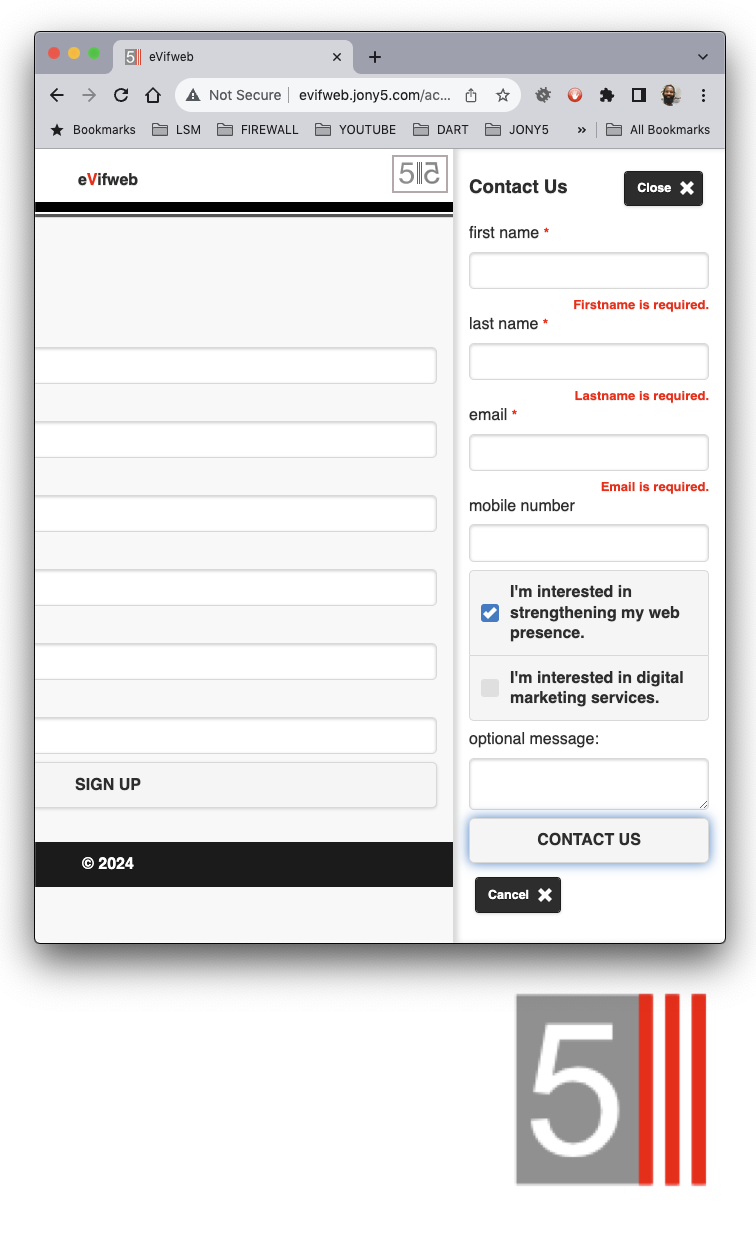 5 eVifweb
Not Secure evifweb.jony5.com/ac...
Bookmarks LSM FIREWALL YOUTUBE DART JONY5 » All Bookmarks
eVifweb
5
Contact Us
Close
first name *
Firstname is required.
last name *
Lastname is required.
email *
Email is required.
mobile number
I'm interested in
strengthening my web
presence.
I'm interested in digital
marketing services.
optional message:
SIGN UP
CONTACT US
© 2024
Cancel
5